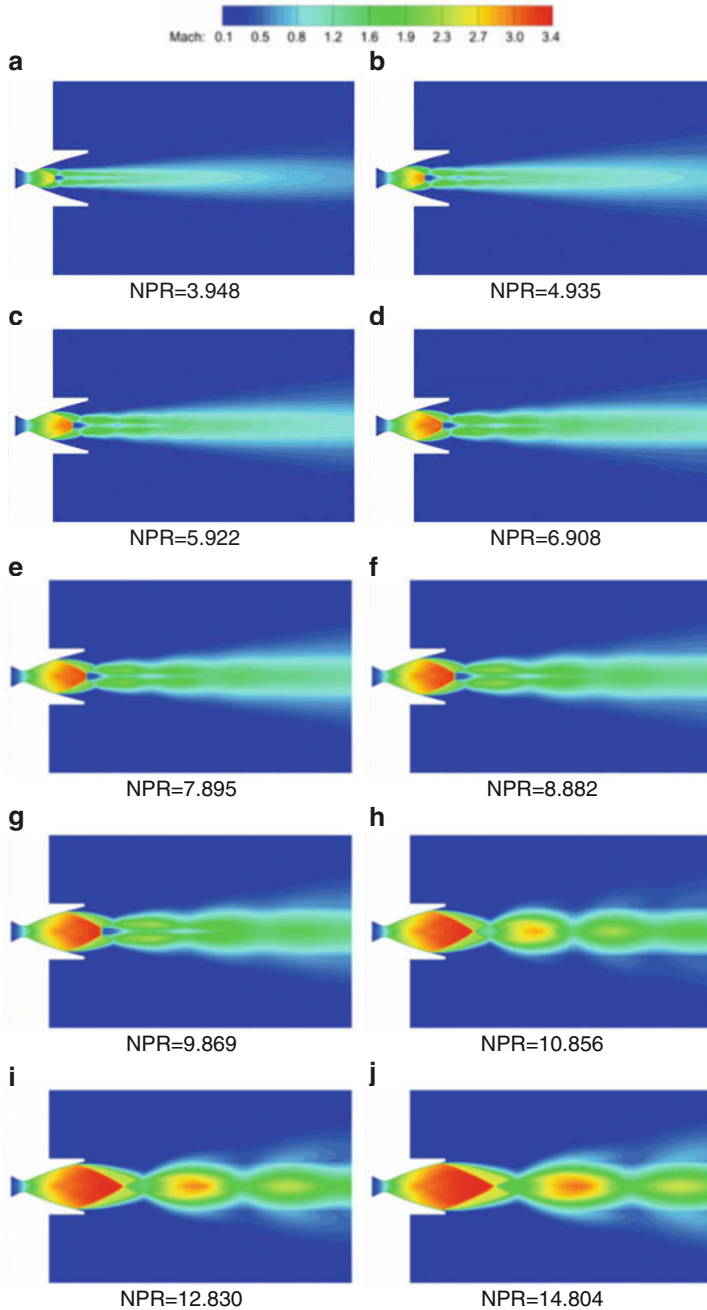 Mach: 0.1 0.5 0.8 1.2 1.6 1.9 2.3 2.7 3.0 3.4
a
b
NPR=3.948
NPR=4.935
c
d
NPR=5.922
NPR=6.908
e
f
NPR=7.895
NPR=8.882
g
h
NPR=9.869
NPR=10.856
i
j
NPR=12.830
NPR=14.804